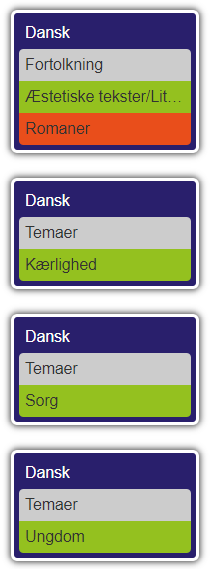 Dansk
Fortolkning
Æstetiske tekster/Lit…
Romaner
Dansk
Temaer
Kærlighed
Dansk
Temaer
Sorg
Dansk
Temaer
Ungdom